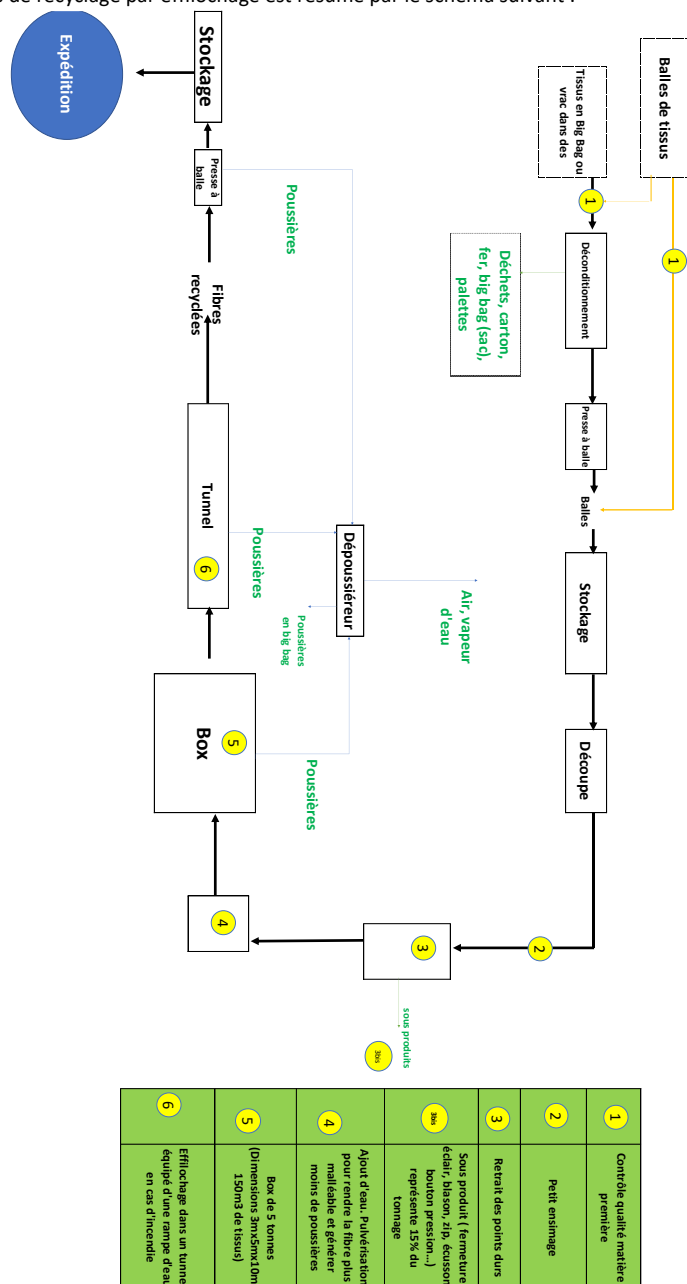 de recyclage par effilochage est résumé par le schéma suivant :
Balles de tissus
Tissus en Big Bag ou
vrac dans des
1
1
Déconditionnement
Déchets, carton,
fer, big bag (sac),
palettes
Presse à balle
Balles
Stockage
Découpe
2
3
sous produits
3bis
4
Box
5
Poussières
Tunnel
6
Poussières
Dépoussiéreur
Air, vapeur
d'eau
Poussières
en big bag
Fibres
recyclées
Presse à
balle
Poussières
Stockage
Expédition
1
Contrôle qualité matière
première
2
Petit ensimage
3
Retrait des points durs
3bis
Sous produit ( fermeture
éclair, blason, zip, écusson
bouton pression...)
représente 15% du
tonnage
4
Ajout d'eau. Pulvérisation
pour rendre la fibre plus
malléable et générer
moins de poussières
5
Box de 5 tonnes
(Dimensions 3mx5mx10m
150m3 de tissus)
6
Effilochage dans un tunne
équipé d'une rampe d'eau
en cas d'incendie